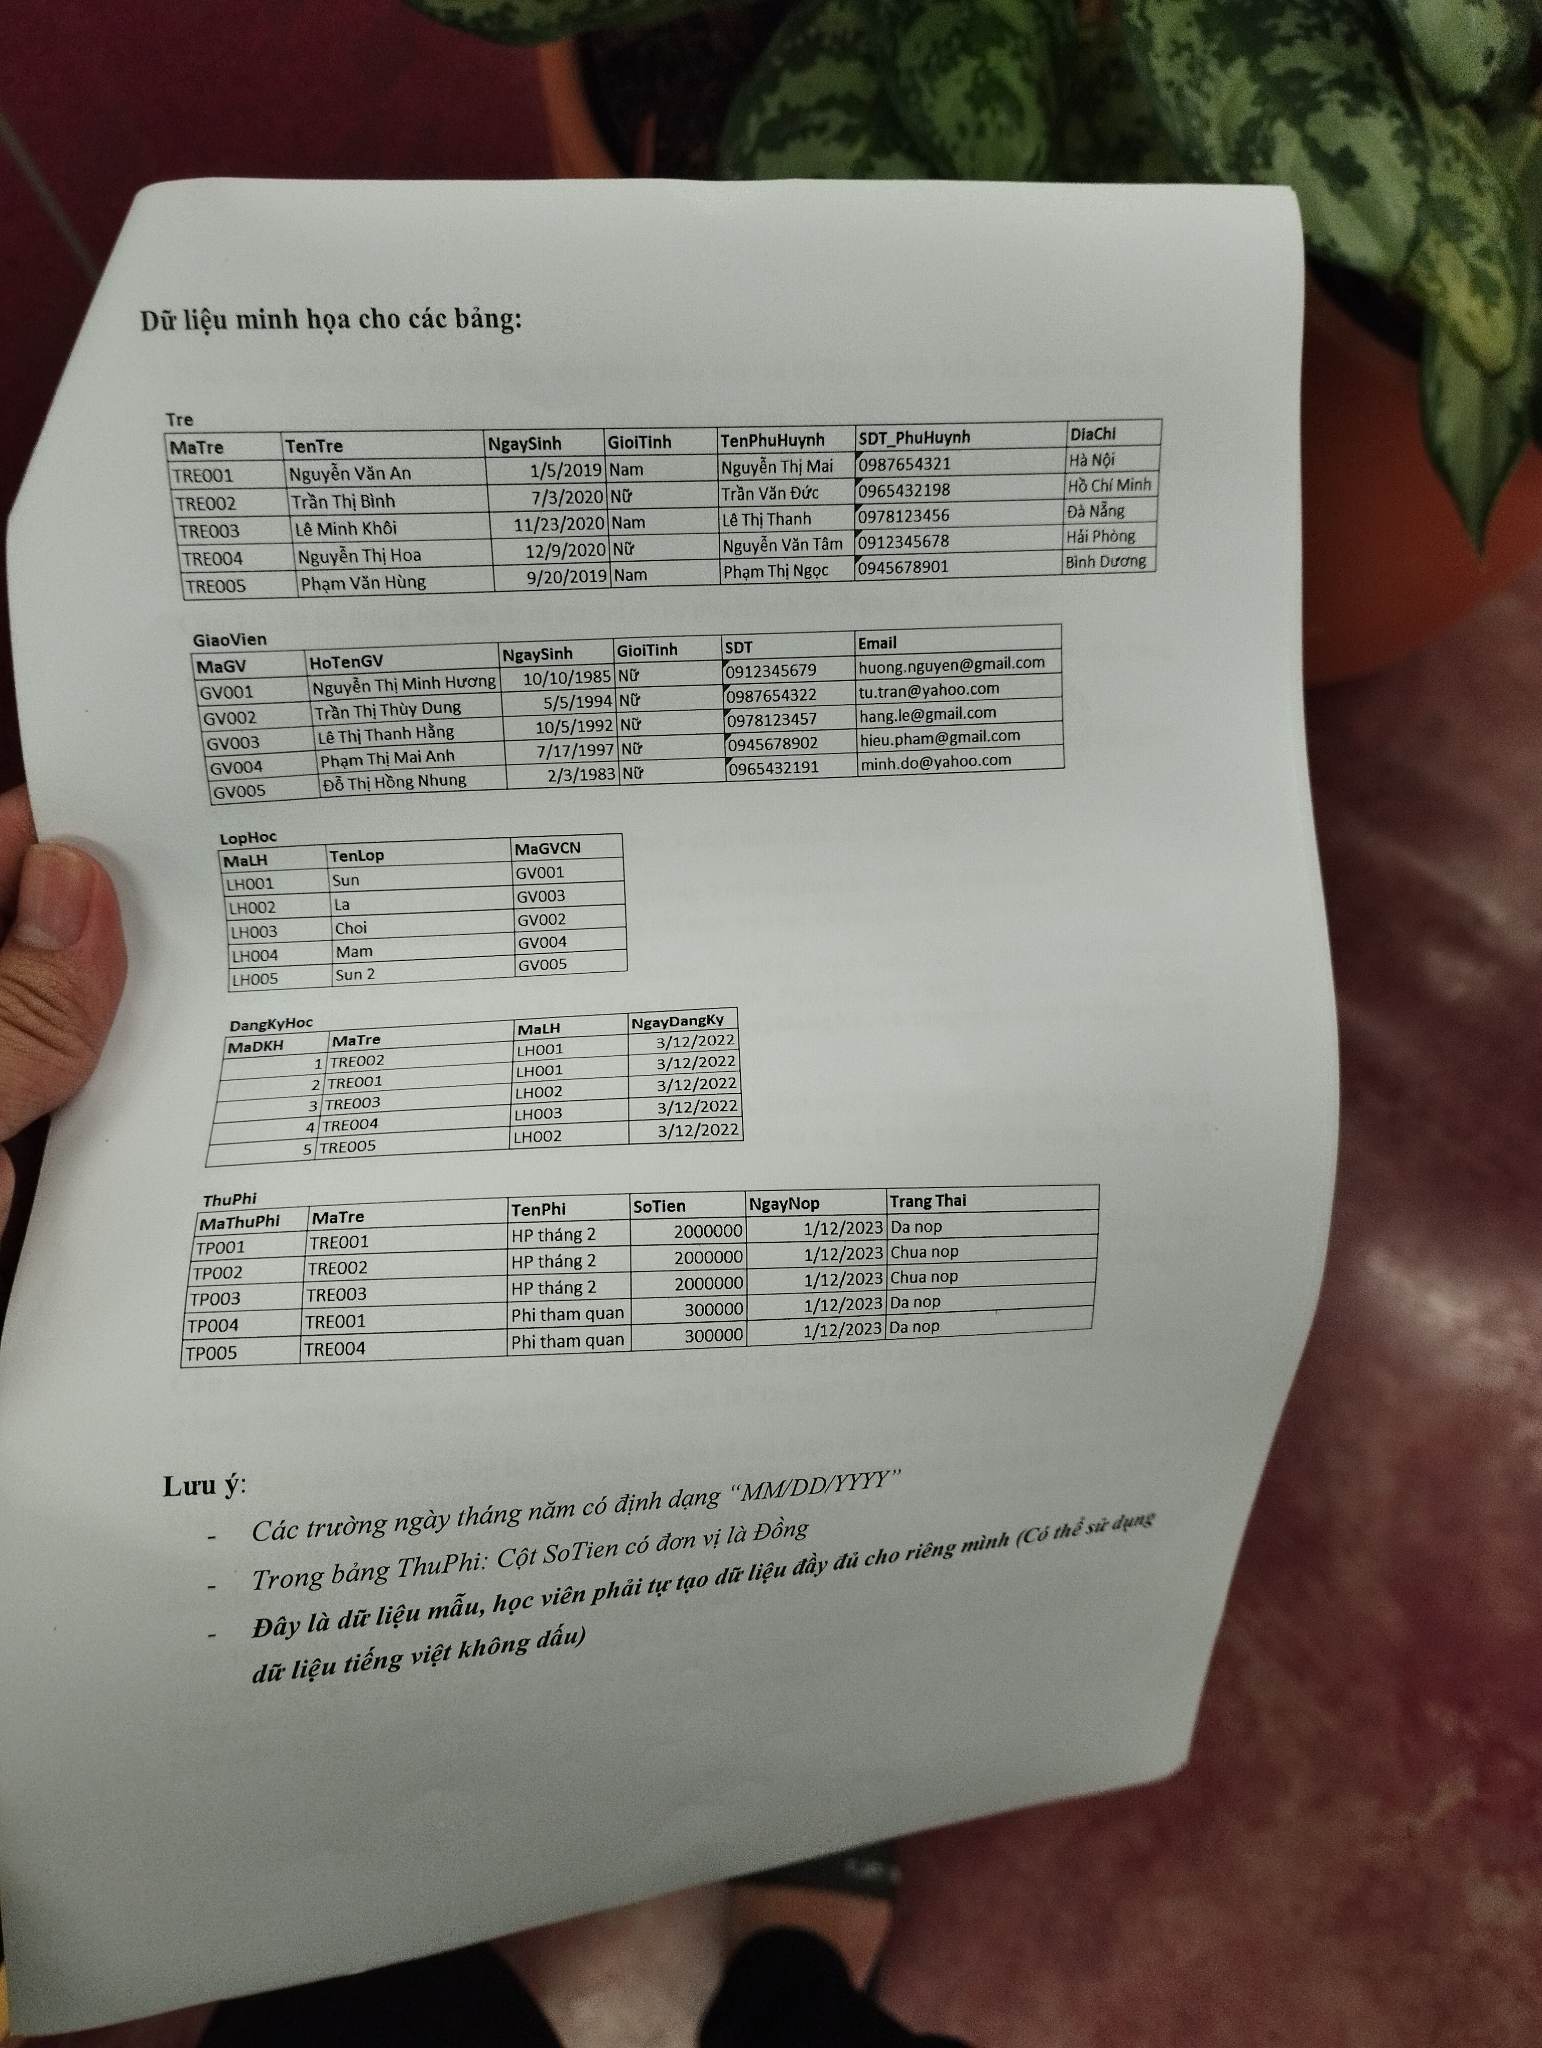 Dữ liệu minh họa cho các bảng:
Tre
MaTre TenTre NgaySinh GioiTinh TenPhuHuynh SDT_PhuHuynh DiaChi
TRE001 Nguyễn Văn An 1/5/2019 Nam Nguyễn Thị Mai 0987654321 Hà Nội
TRE002 Trần Thị Bình 7/3/2020 Nữ Trần Văn Đức 0965432198 Hồ Chí Minh
TRE003 Lê Minh Khôi 11/23/2020 Nam Lê Thị Thanh 0978123456 Đà Nẵng
TRE004 Nguyễn Thị Hoa 12/9/2020 Nữ Nguyễn Văn Tâm 0912345678 Hải Phòng
TRE005 Phạm Văn Hùng 9/20/2019 Nam Phạm Thị Ngọc 0945678901 Bình Dương
GiaoVien
MaGV HoTenGV NgaySinh GioiTinh SDT Email
GV001 Nguyễn Thị Minh Hương 10/10/1985 Nữ 0912345679 huong.nguyen@gmail.com
GV002 Trần Thị Thùy Dung 5/5/1994 Nữ 0987654322 tu.tran@yahoo.com
GV003 Lê Thị Thanh Hằng 10/5/1992 Nữ 0978123457 hang.le@gmail.com
GV004 Phạm Thị Mai Anh 7/17/1997 Nữ 0945678902 hieu.pham@gmail.com
GV005 Đỗ Thị Hồng Nhung 2/3/1983 Nữ 0965432191 minh.do@yahoo.com
LopHoc
MaLH TenLop MaGVCN
LH001 Sun GV001
LH002 La GV003
LH003 Choi GV002
LH004 Mam GV004
LH005 Sun 2 GV005
DangKyHoc
MaDKH MaTre MaLH NgayDangKy
1 TRE002 LH001 3/12/2022
2 TRE001 LH001 3/12/2022
3 TRE003 LH002 3/12/2022
4 TRE004 LH003 3/12/2022
5 TRE005 LH002 3/12/2022
ThuPhi
MaThuPhi MaTre TenPhi SoTien NgayNop Trang Thai
TP001 TRE001 HP tháng 2 2000000 1/12/2023 Da nop
TP002 TRE002 HP tháng 2 2000000 1/12/2023 Chua nop
TP003 TRE003 HP tháng 2 2000000 1/12/2023 Chua nop
TP004 TRE001 Phi tham quan 300000 1/12/2023 Da nop
TP005 TRE004 Phi tham quan 300000 1/12/2023 Da nop
Lưu ý:
- Các trường ngày tháng năm có định dạng “MM/DD/YYYY”
- Trong bảng ThuPhi: Cột SoTien có đơn vị là Đồng
- Đây là dữ liệu mẫu, học viên phải tự tạo dữ liệu đầy đủ cho riêng mình (Có thể sử dụng
dữ liệu tiếng việt không dấu)